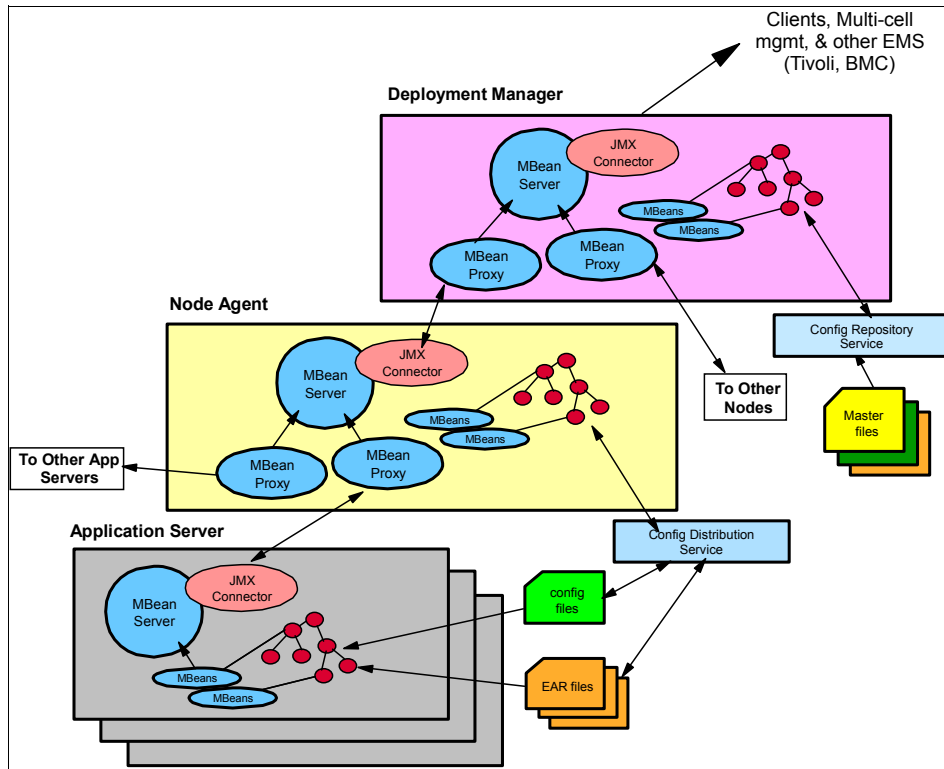 Clients, Multi-cell
mgmt, & other EMS
(Tivoli, BMC)
Deployment Manager
JMX
Connector
MBean
Server
MBeans
MBeans
MBean
Proxy
MBean
Proxy
Node Agent
Config Repository
Service
JMX
Connector
MBean
Server
To Other
Nodes
Master
files
MBeans
MBeans
To Other App
Servers
MBean
Proxy
MBean
Proxy
Application Server
Config Distribution
Service
JMX
Connector
MBean
Server
config
files
MBeans
MBeans
EAR files